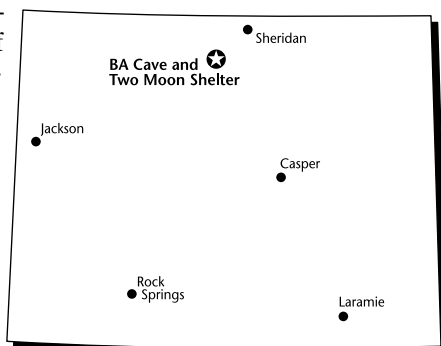 Sheridan
BA Cave and
Two Moon Shelter
Jackson
Casper
Rock
Springs
Laramie